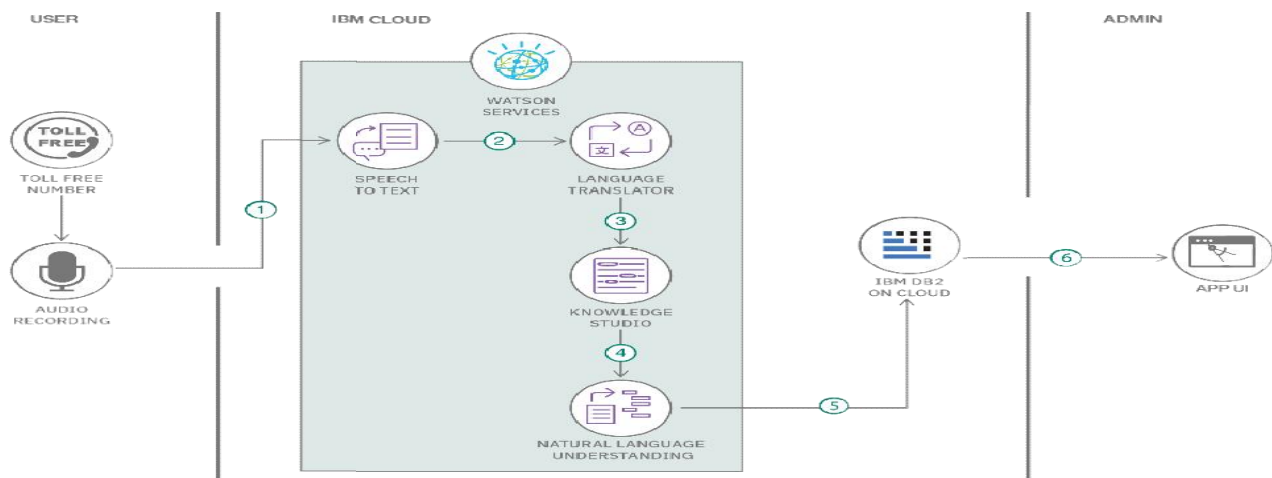 USER
IBM CLOUD
ADMIN
WATSON
SERVICES
TOLL
FREE
TOLL FREE
NUMBER
AUDIO
RECORDING
1
SPEECH
TO TEXT
2
A
文
LANGUAGE
TRANSLATOR
3
KNOWLEDGE
STUDIO
4
NATURAL LANGUAGE
UNDERSTANDING
5
IBM DB2
ON CLOUD
6
APP UI